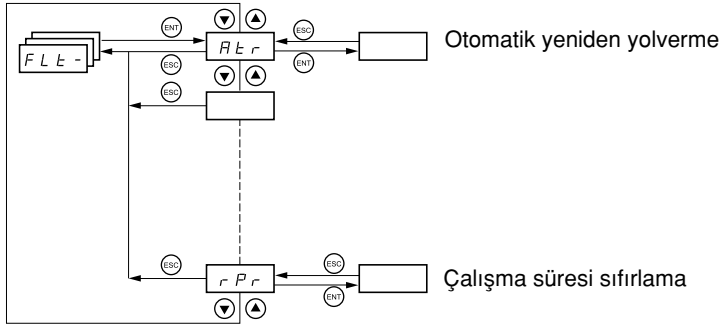 ENT
ESC
FLt-
Atr
ESC
ENT
Otomatik yeniden yolverme
ESC
ESC
rPr
ESC
ENT
Çalışma süresi sıfırlama